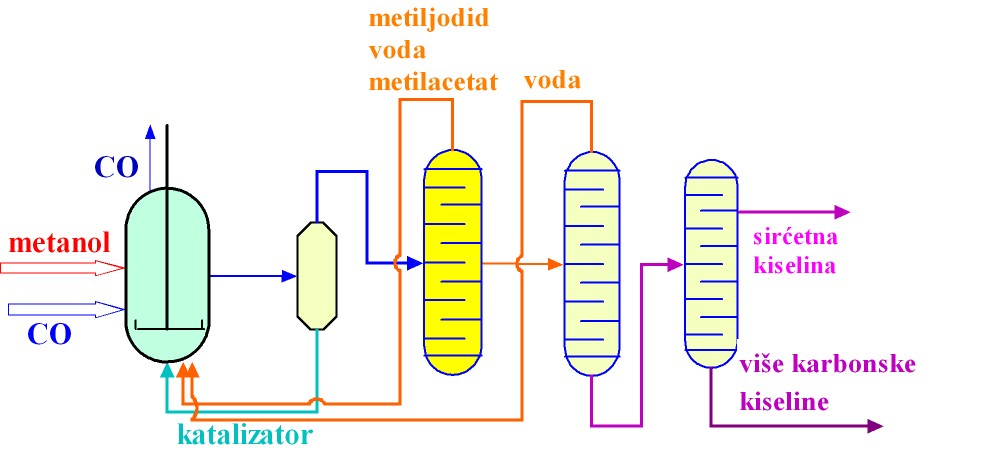 metiljodid
voda
metilacetat
voda
CO
metanol
CO
katalizator
sirćetna
kiselina
više karbonske
kiseline